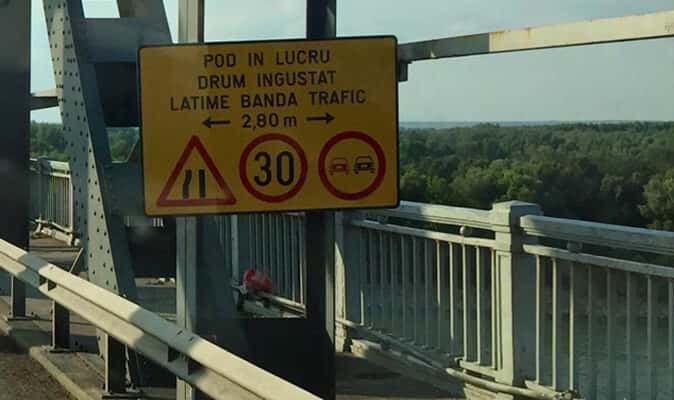 POD IN LUCRU
DRUM INGUSTAT
LATIME BANDA TRAFIC
← 2,80 m →
30